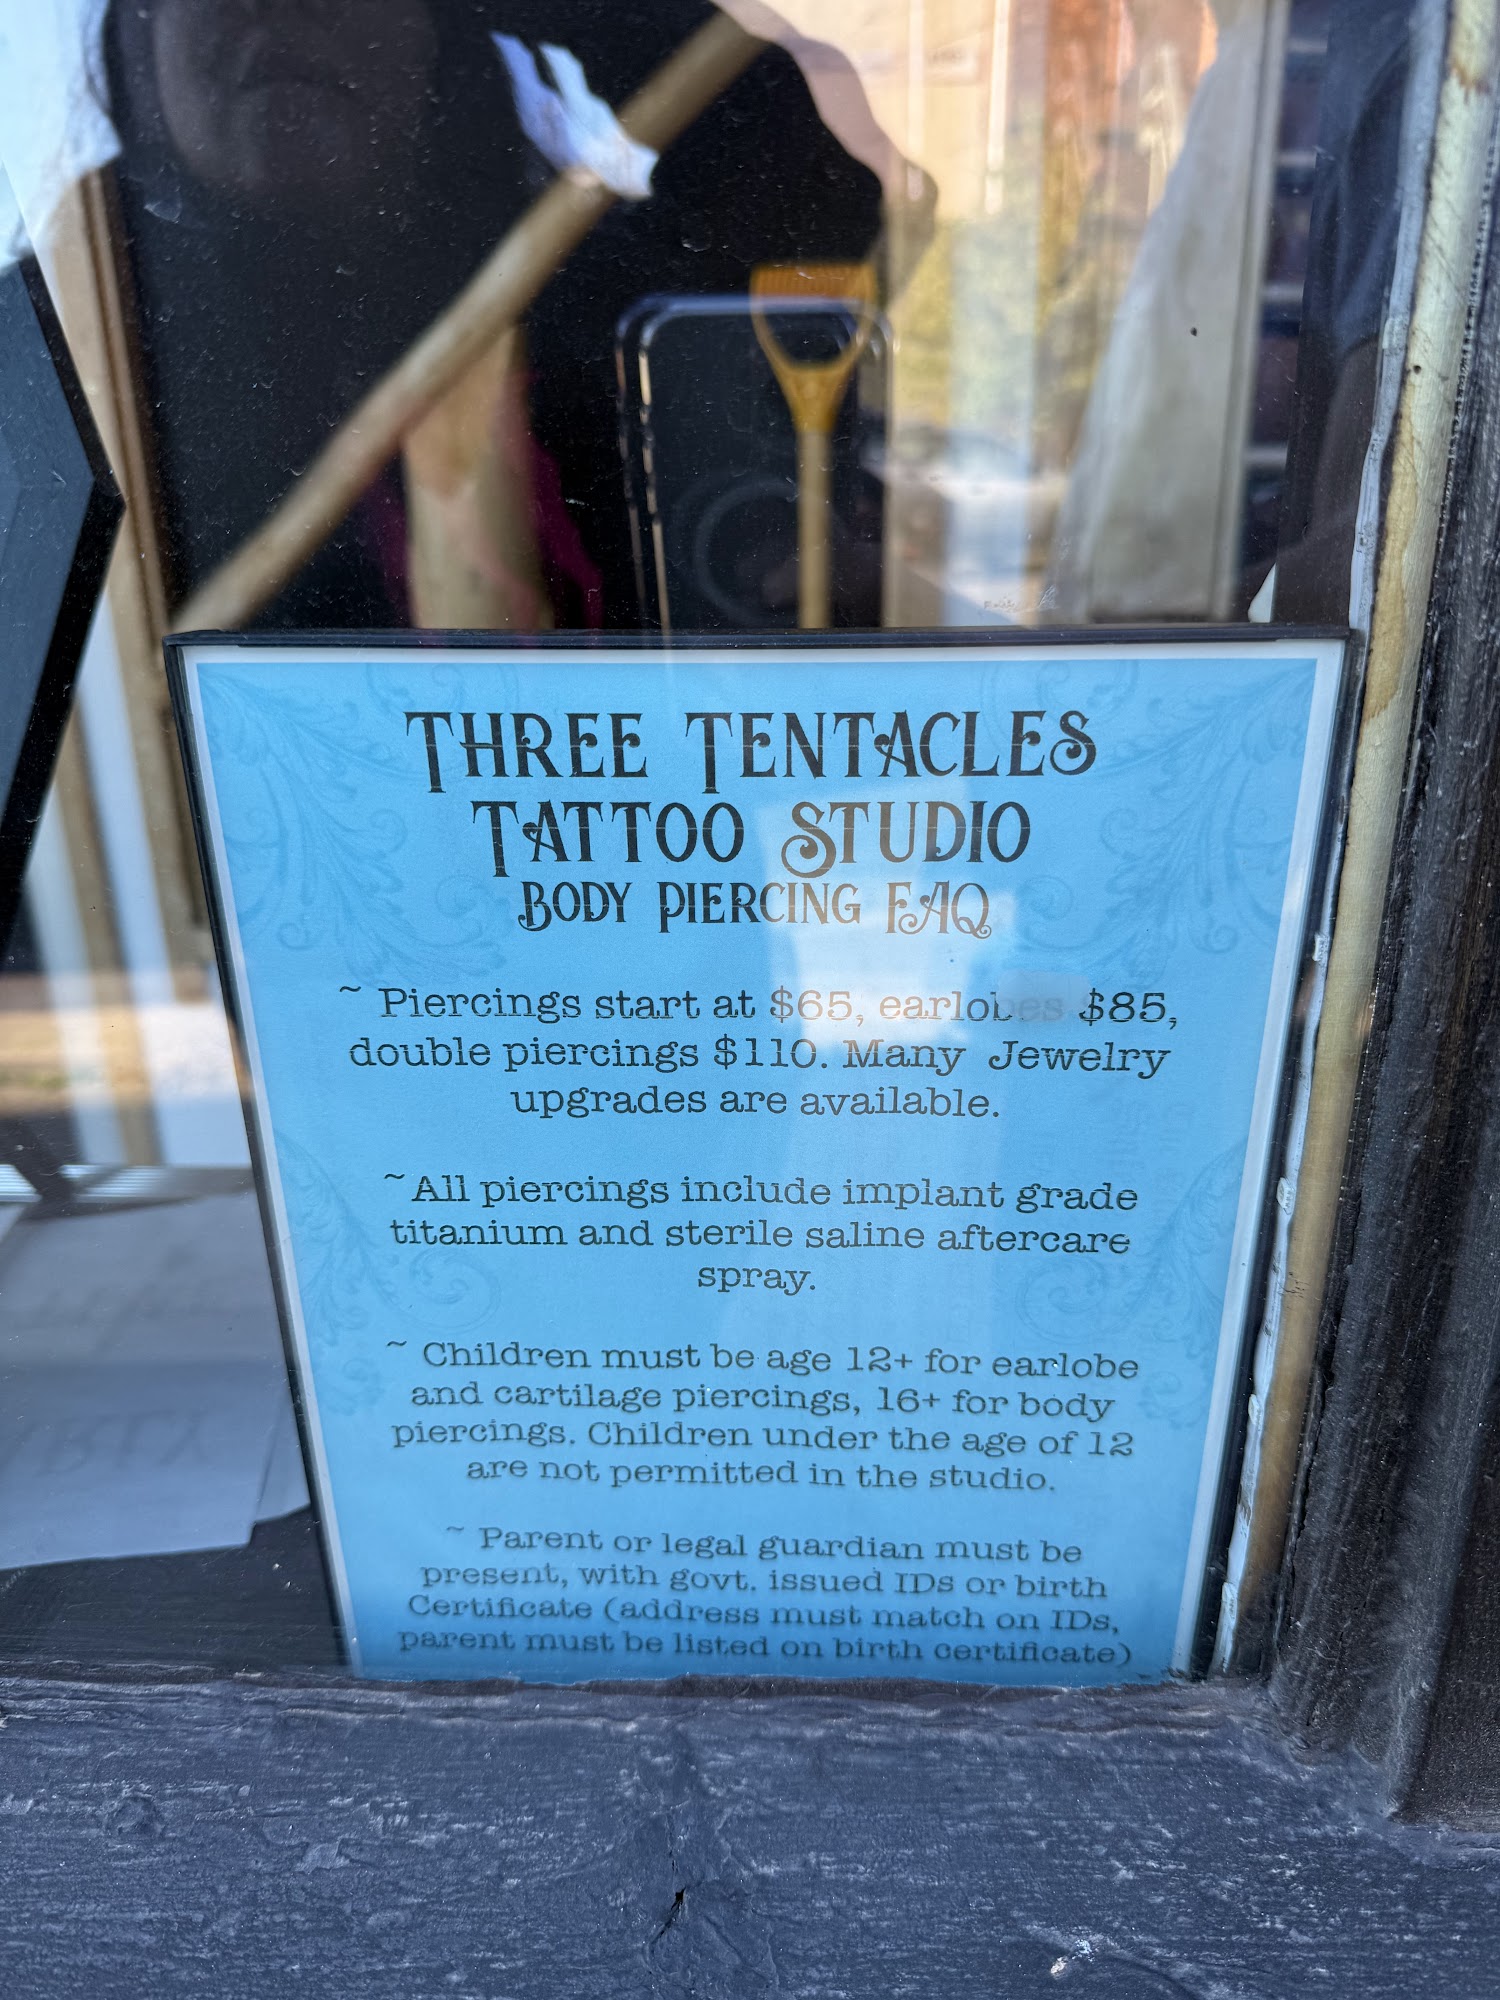 THREE TENTACLES
TATTOO STUDIO
BODY PIERCING FAQ
~ Piercings start at $65, earlobes $85,
double piercings $110. Many Jewelry
upgrades are available.
~All piercings include implant grade
titanium and sterile saline aftercare
spray.
~ Children must be age 12+ for earlobe
and cartilage piercings, 16+ for body
piercings. Children under the age of 12
are not permitted in the studio.
~ Parent or legal guardian must be
present, with govt. issued IDs or birth
Certificate (address must match on IDs,
parent must be listed on birth certificate)